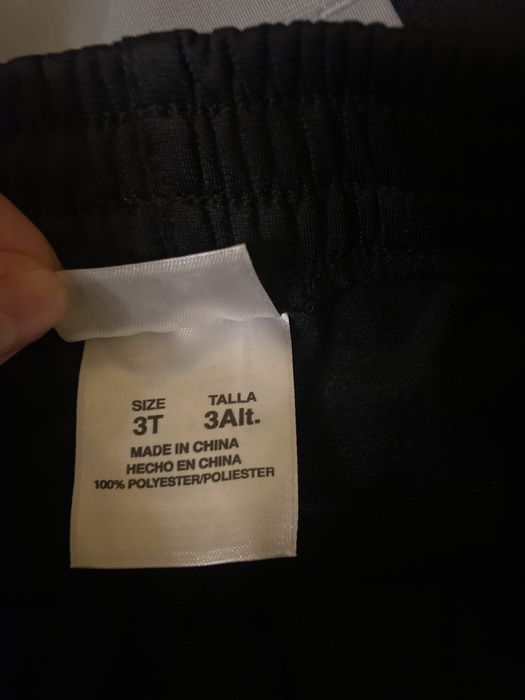 SIZE TALLA
3T 3Alt.
MADE IN CHINA
HECHO EN CHINA
100% POLYESTER/POLIESTER